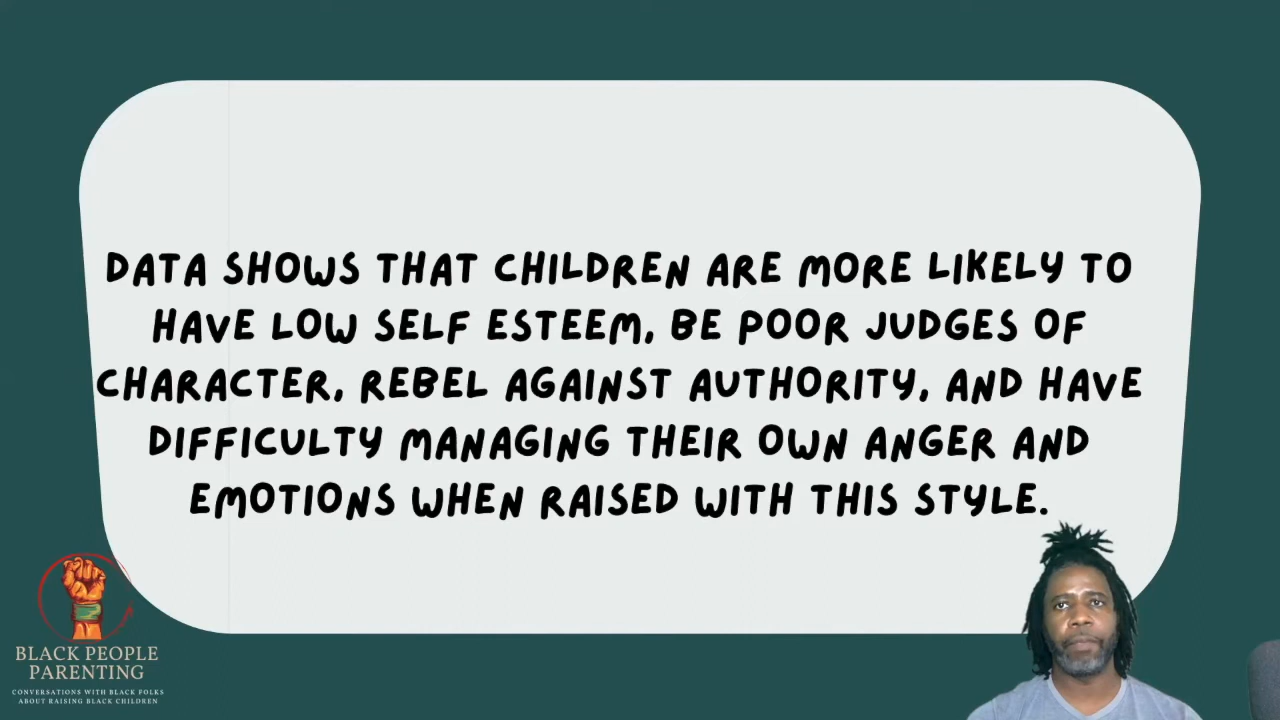 DATA SHOWS THAT CHILDREN ARE MORE LIKELY TO
HAVE LOW SELF ESTEEM, BE POOR JUDGES OF
CHARACTER, REBEL AGAINST AUTHORITY, AND HAVE
DIFFICULTY MANAGING THEIR OWN ANGER AND
EMOTIONS WHEN RAISED WITH THIS STYLE.
BLACK PEOPLE
PARENTING
CONVERSATIONS WITH BLACK FOLKS
ABOUT RAISING BLACK CHILDREN